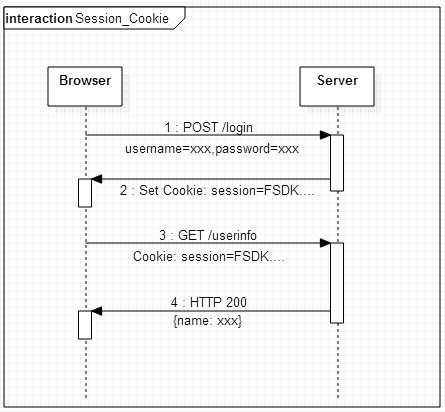 interaction Session_Cookie
Browser
Server
1 : POST /login
username=xxx,password=xxx
2 : Set Cookie: session=FSDK....
3 : GET /userinfo
Cookie: session=FSDK....
4 : HTTP 200
{name: xxx}